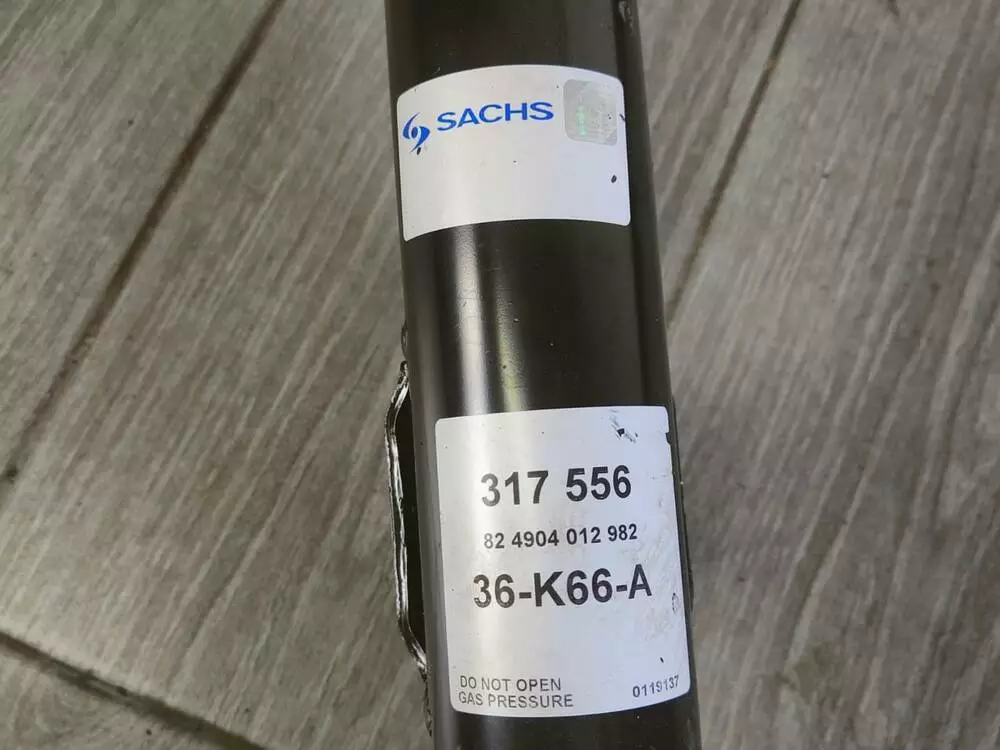 SACHS
317 556
82 4904 012 982
36-K66-A
DO NOT OPEN
GAS PRESSURE
0119137